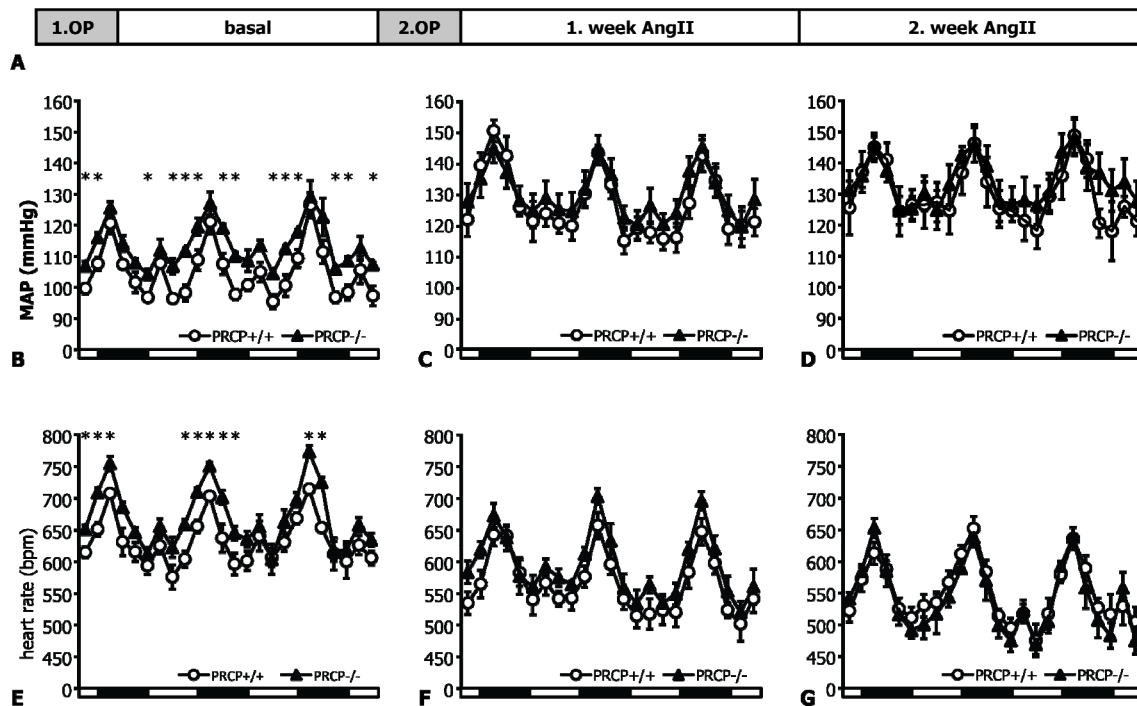 1.OP basal 2.OP 1. week AngII 2. week AngII
A
160 160 160
150 150 150
140 140 140
** * *** ** *** ** *
130 130 130
120 120 120
110 110 110
100 100 100
90 90 90
0 0 0
MAP (mmHg)
PRCP+/+ PRCP-/- PRCP+/+ PRCP-/- PRCP+/+ PRCP-/-
B C D
800 800 800
*** ***** **
750 750 750
700 700 700
650 650 650
600 600 600
550 550 550
500 500 500
450 450 450
0 0 0
heart rate (bpm)
PRCP+/+ PRCP-/- PRCP+/+ PRCP-/- PRCP+/+ PRCP-/-
E F G